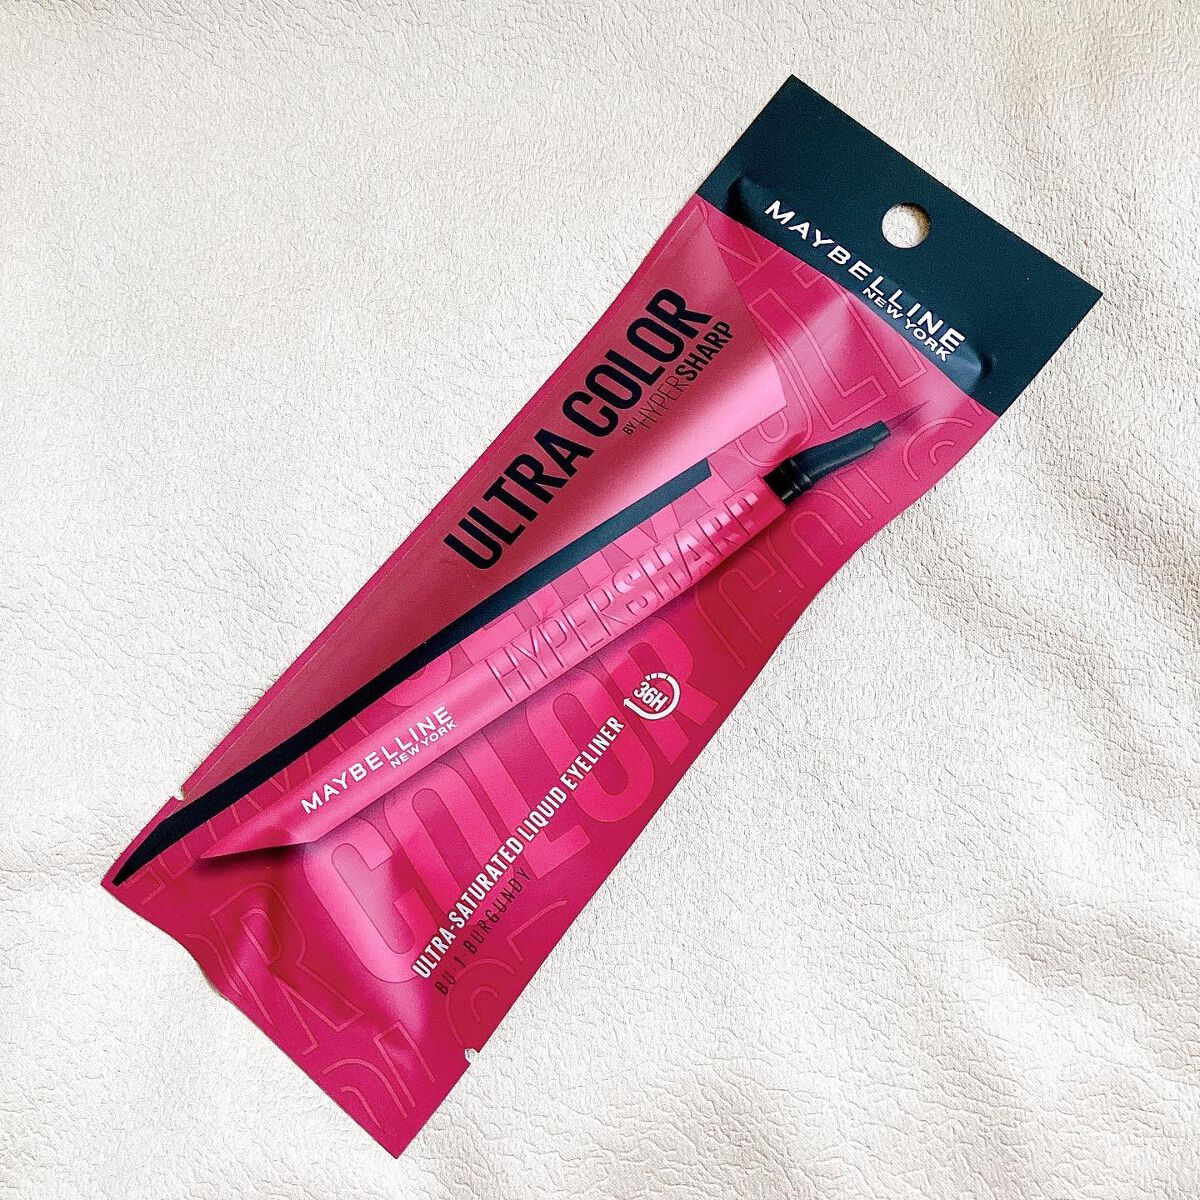 MAYBELLINE
NEW YORK
ULTRA COLOR
BY HYPERSHARP
HYPERSHARP
MAYBELLINE
NEW YORK
36H
ULTRA-SATURATED LIQUID EYELINER
BU-1-BURGUNDY
COLOR